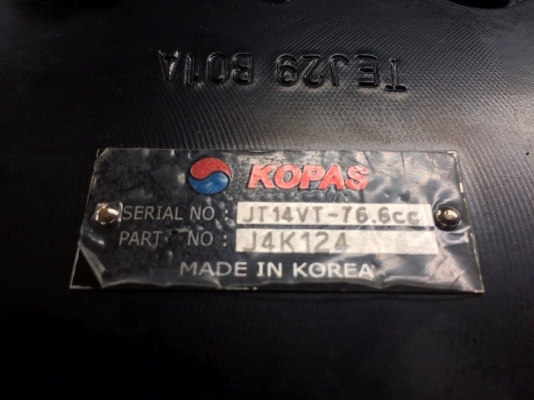 TEJ29 B01A
KOPAS
SERIAL NO : JT14VT-76.6cc
PART NO : J4K124
MADE IN KOREA